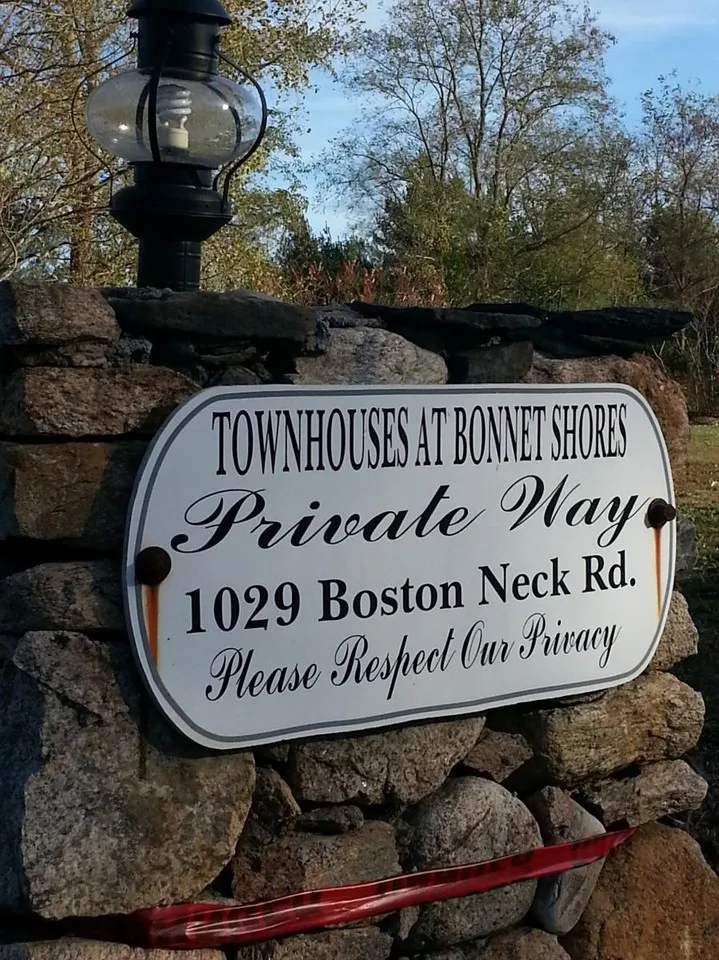 TOWNHOUSES AT BONNET SHORES
Private Way
1029 Boston Neck Rd.
Please Respect Our Privacy